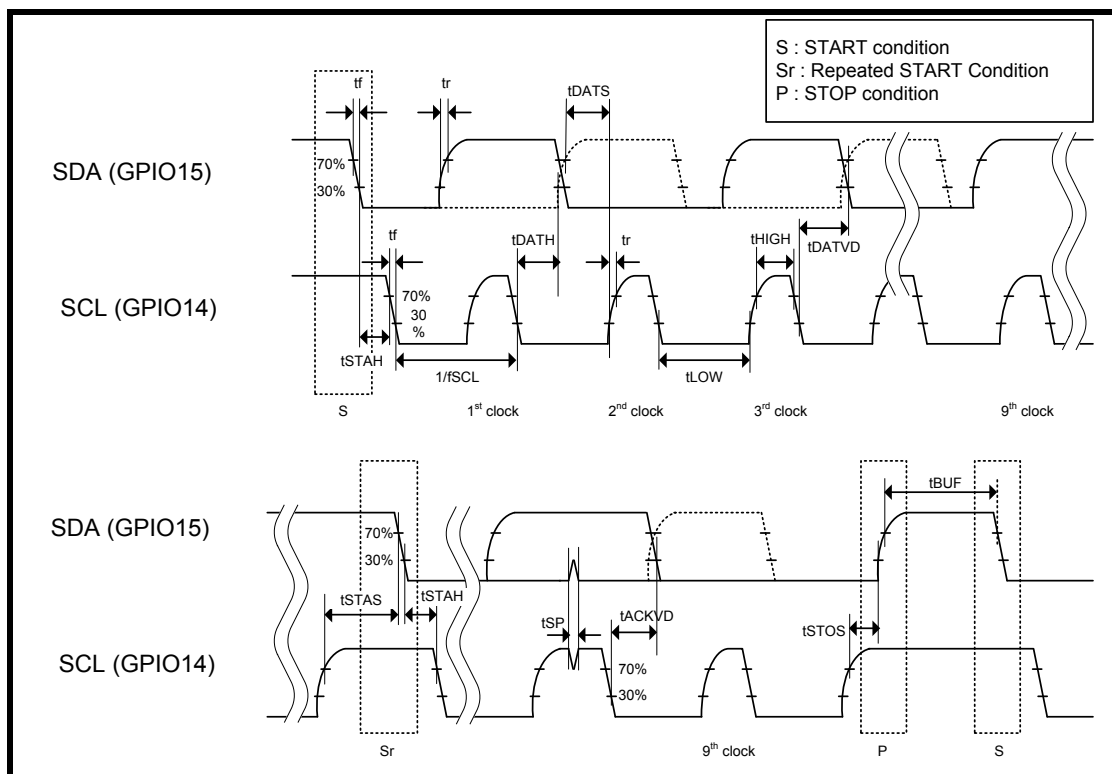 S : START condition
Sr : Repeated START Condition
P : STOP condition
tf
tr
tDATS
SDA (GPIO15)
70%
30%
tf
tDATH
tr
tHIGH
tDATVD
SCL (GPIO14)
70%
30
%
tSTAH
1/fSCL
tLOW
S
1st clock
2nd clock
3rd clock
9th clock
tBUF
SDA (GPIO15)
70%
30%
tSTAS
tSTAH
tSP
tACKVD
tSTOS
SCL (GPIO14)
70%
30%
Sr
9th clock
P
S